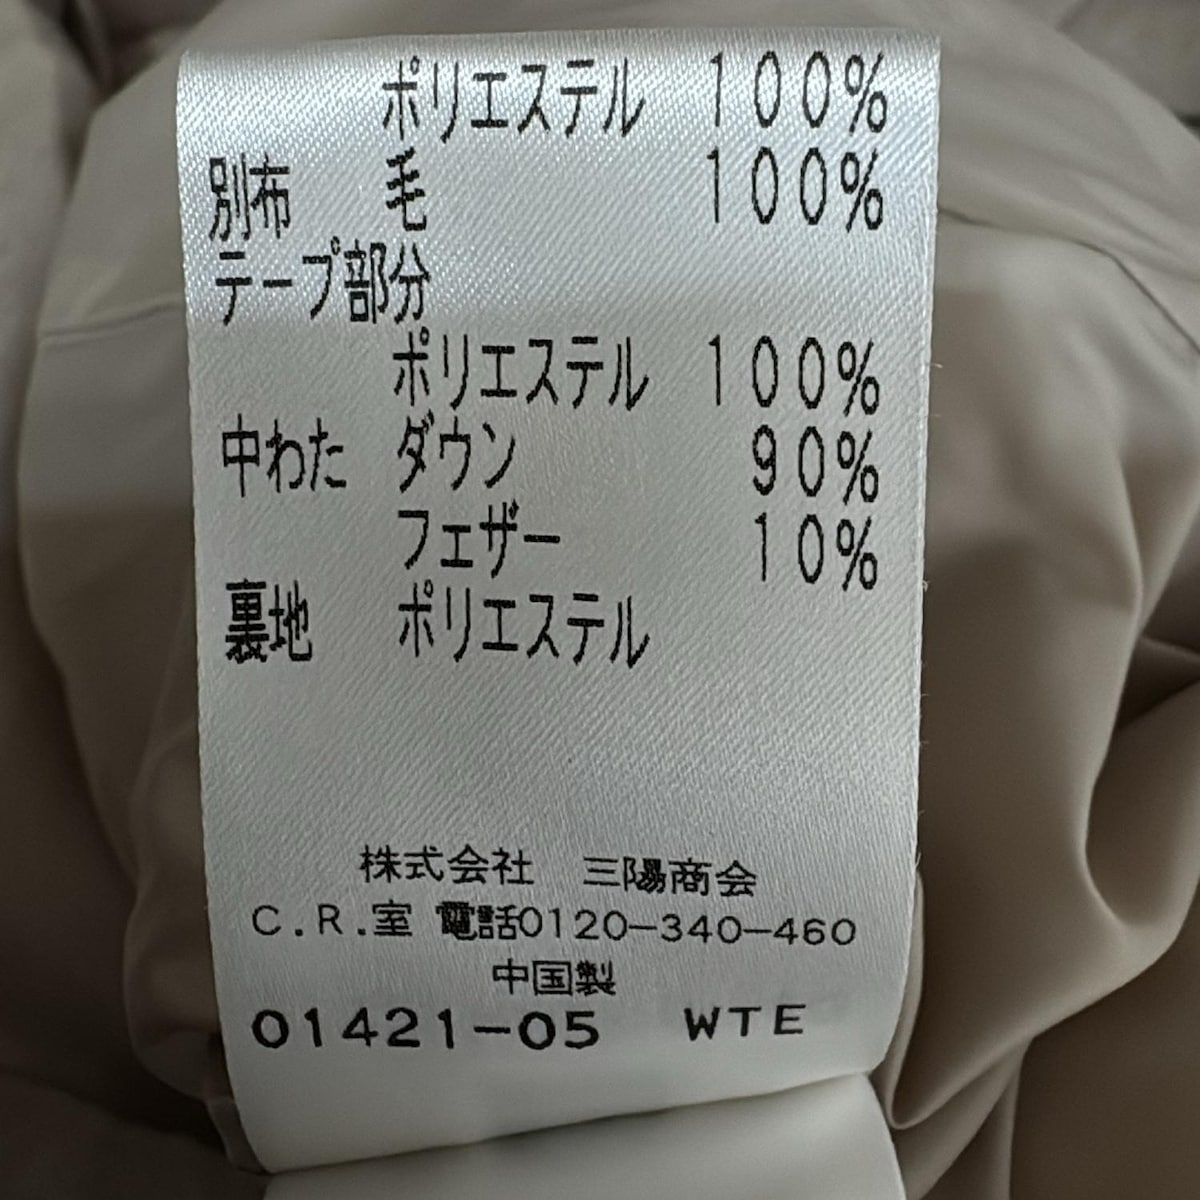 ポリエステル 100%
別布 毛 100%
テープ部分
ポリエステル 100%
中わた ダウン 90%
フェザー 10%
裏地 ポリエステル
株式会社 三陽商会
C.R.室 電話0120-340-460
中国製
01421-05 WTE